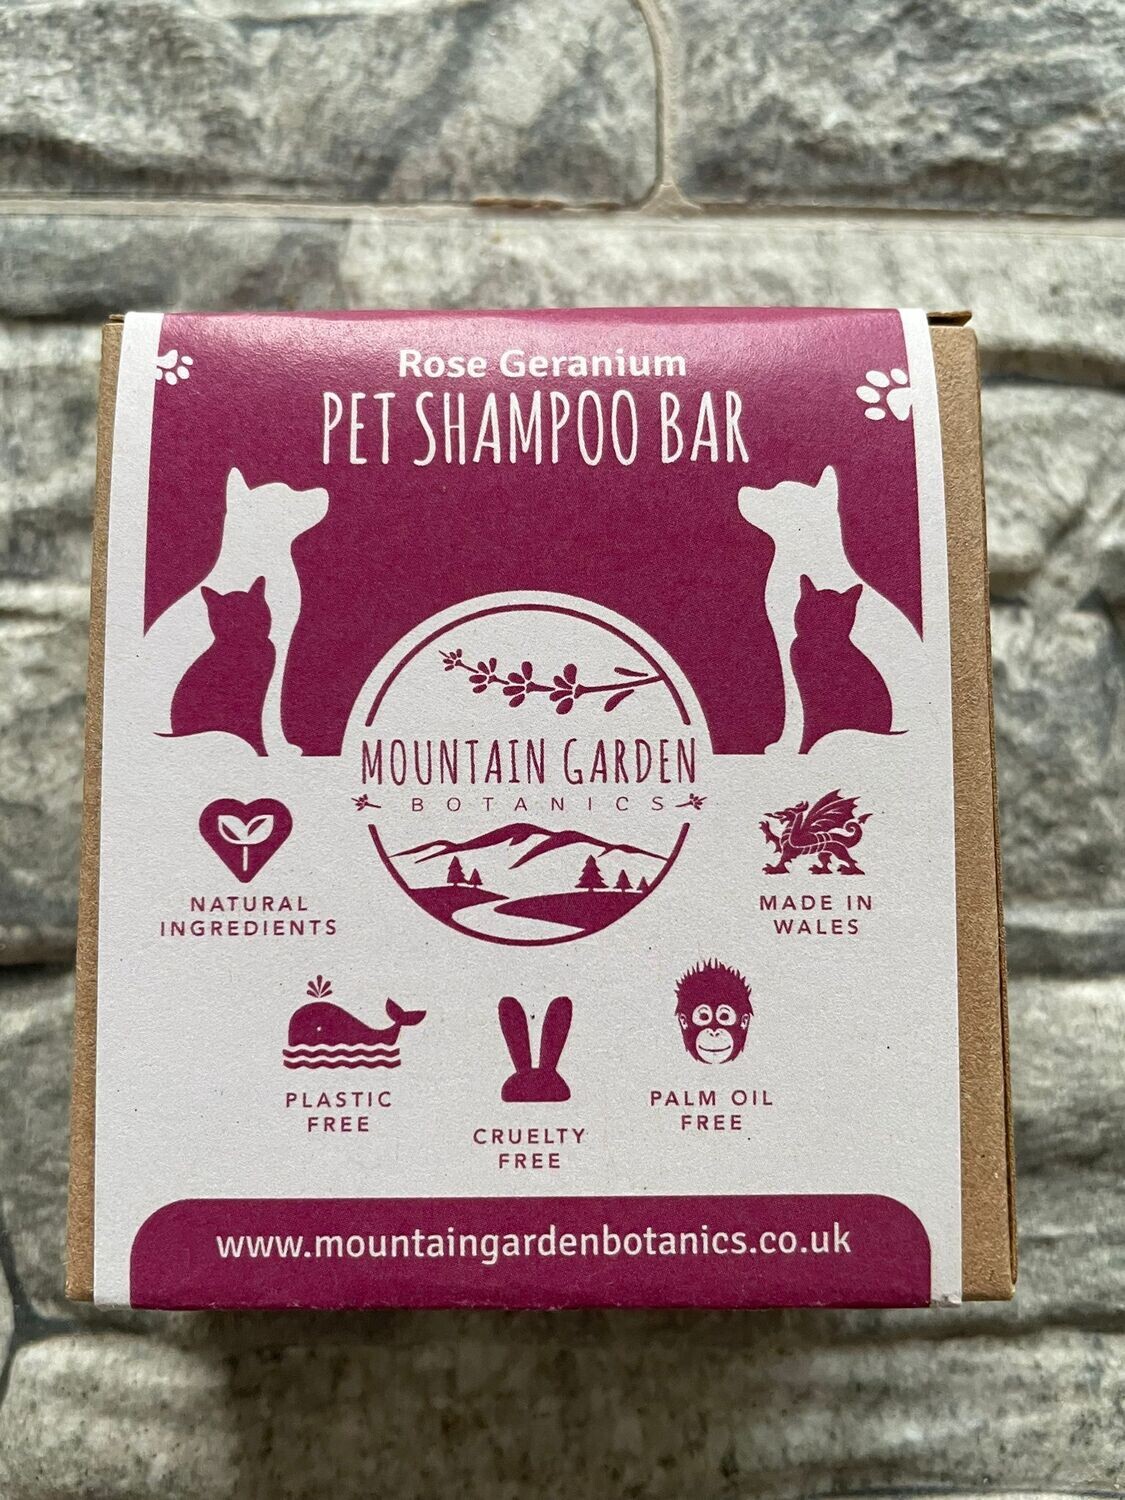 Rose Geranium
PET SHAMPOO BAR
MOUNTAIN GARDEN
BOTANICS
NATURAL
INGREDIENTS
MADE IN
WALES
PLASTIC
FREE
CRUELTY
FREE
PALM OIL
FREE
www.mountaingardenbotanics.co.uk